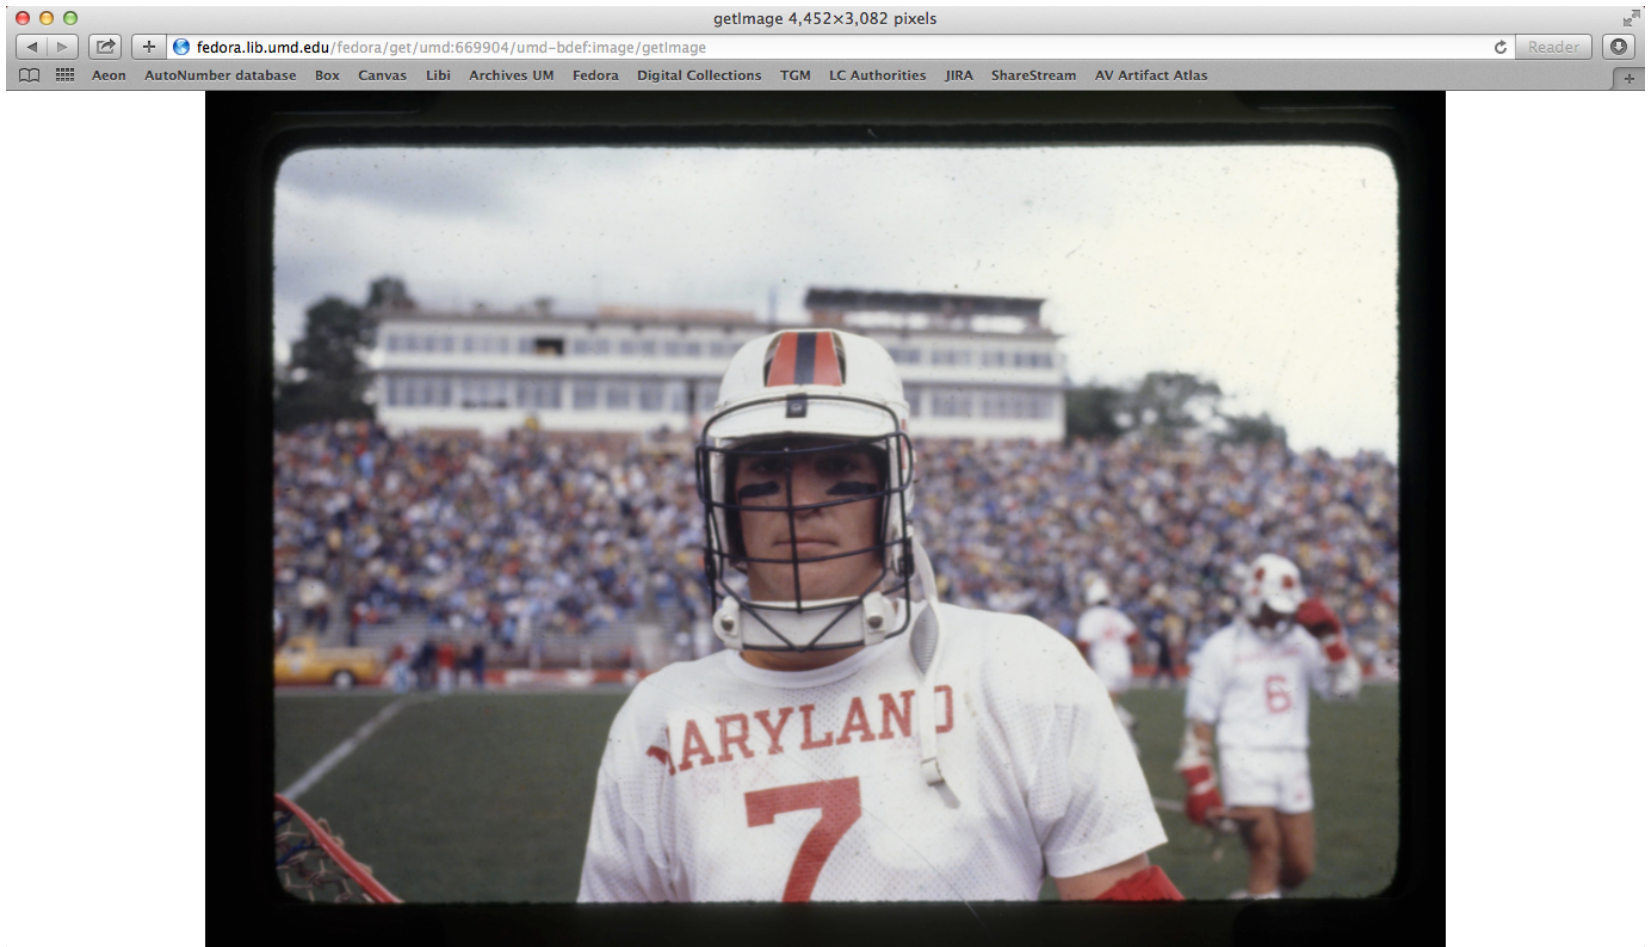 getImage 4,452×3,082 pixels
fedora.lib.umd.edu/fedora/get/umd:669904/umd-bdef:image/getImage
Reader
Aeon AutoNumber database Box Canvas Libi Archives UM Fedora Digital Collections TGM LC Authorities JIRA ShareStream AV Artifact Atlas
MARYLAND
7
6